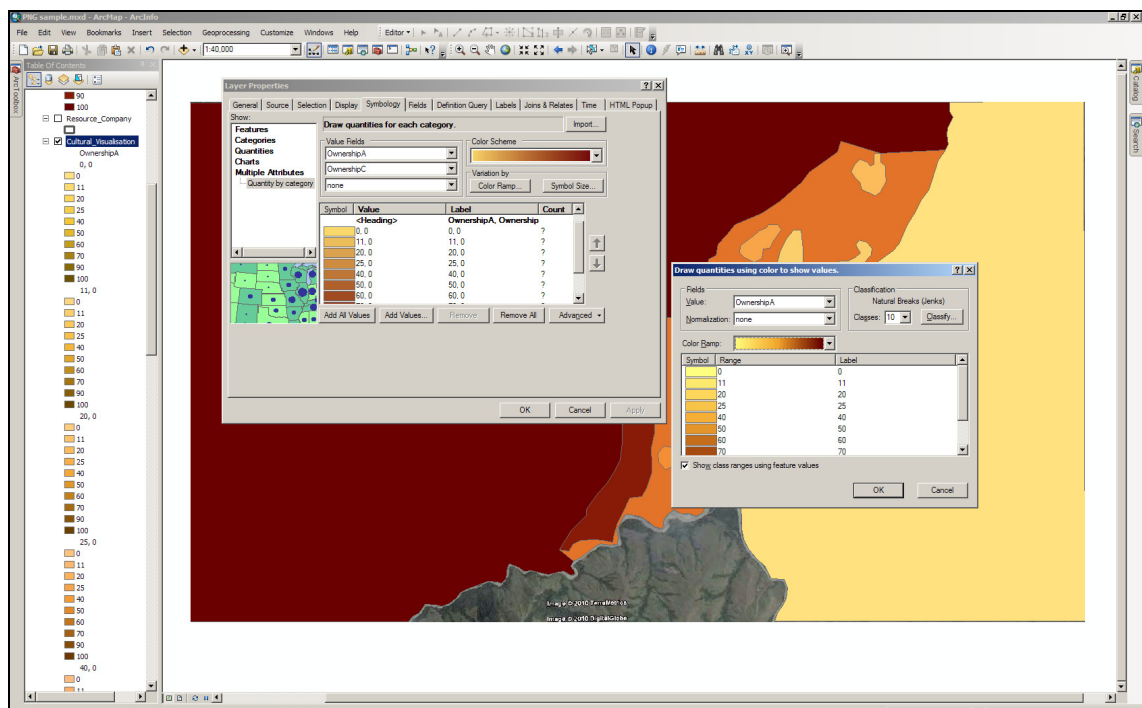 PNG sample.mxd - ArcMap - ArcInfo
File Edit View Bookmarks Insert Selection Geoprocessing Customize Windows Help Editor
1:40,000
Table Of Contents
ArcToolbox
Catalog
Search
90
100
Resource_Company
Cultural_Visualisation
OwnershipA
0, 0
0
11
20
25
40
50
60
70
90
100
11, 0
0
11
20
25
40
50
60
70
90
100
20, 0
0
11
20
25
40
50
60
70
90
100
25, 0
0
11
20
25
40
50
60
70
90
100
40, 0
0
11
Layer Properties
General Source Selection Display Symbology Fields Definition Query Labels Joins & Relates Time HTML Popup
Show:
Features
Categories
Quantities
Charts
Multiple Attributes
Quantity by category
Draw quantities for each category.
Import...
Value Fields
OwnershipA
OwnershipC
none
Color Scheme
Variation by
Color Ramp...
Symbol Size...
Symbol Value Label Count
<Heading> OwnershipA, Ownership
0, 0 0, 0 ?
11, 0 11, 0 ?
20, 0 20, 0 ?
25, 0 25, 0 ?
40, 0 40, 0 ?
50, 0 50, 0 ?
60, 0 60, 0 ?
Add All Values Add Values... Remove Remove All Advanced
OK Cancel Apply
Draw quantities using color to show values.
Fields
Value: OwnershipA
Normalization: none
Classification
Natural Breaks (Jenks)
Classes: 10 Classify...
Color Ramp:
Symbol Range Label
0 0
11 11
20 20
25 25
40 40
50 50
60 60
70 70
Show class ranges using feature values
OK Cancel
Image © 2010 TerraMetrics
Image © 2010 DigitalGlobe